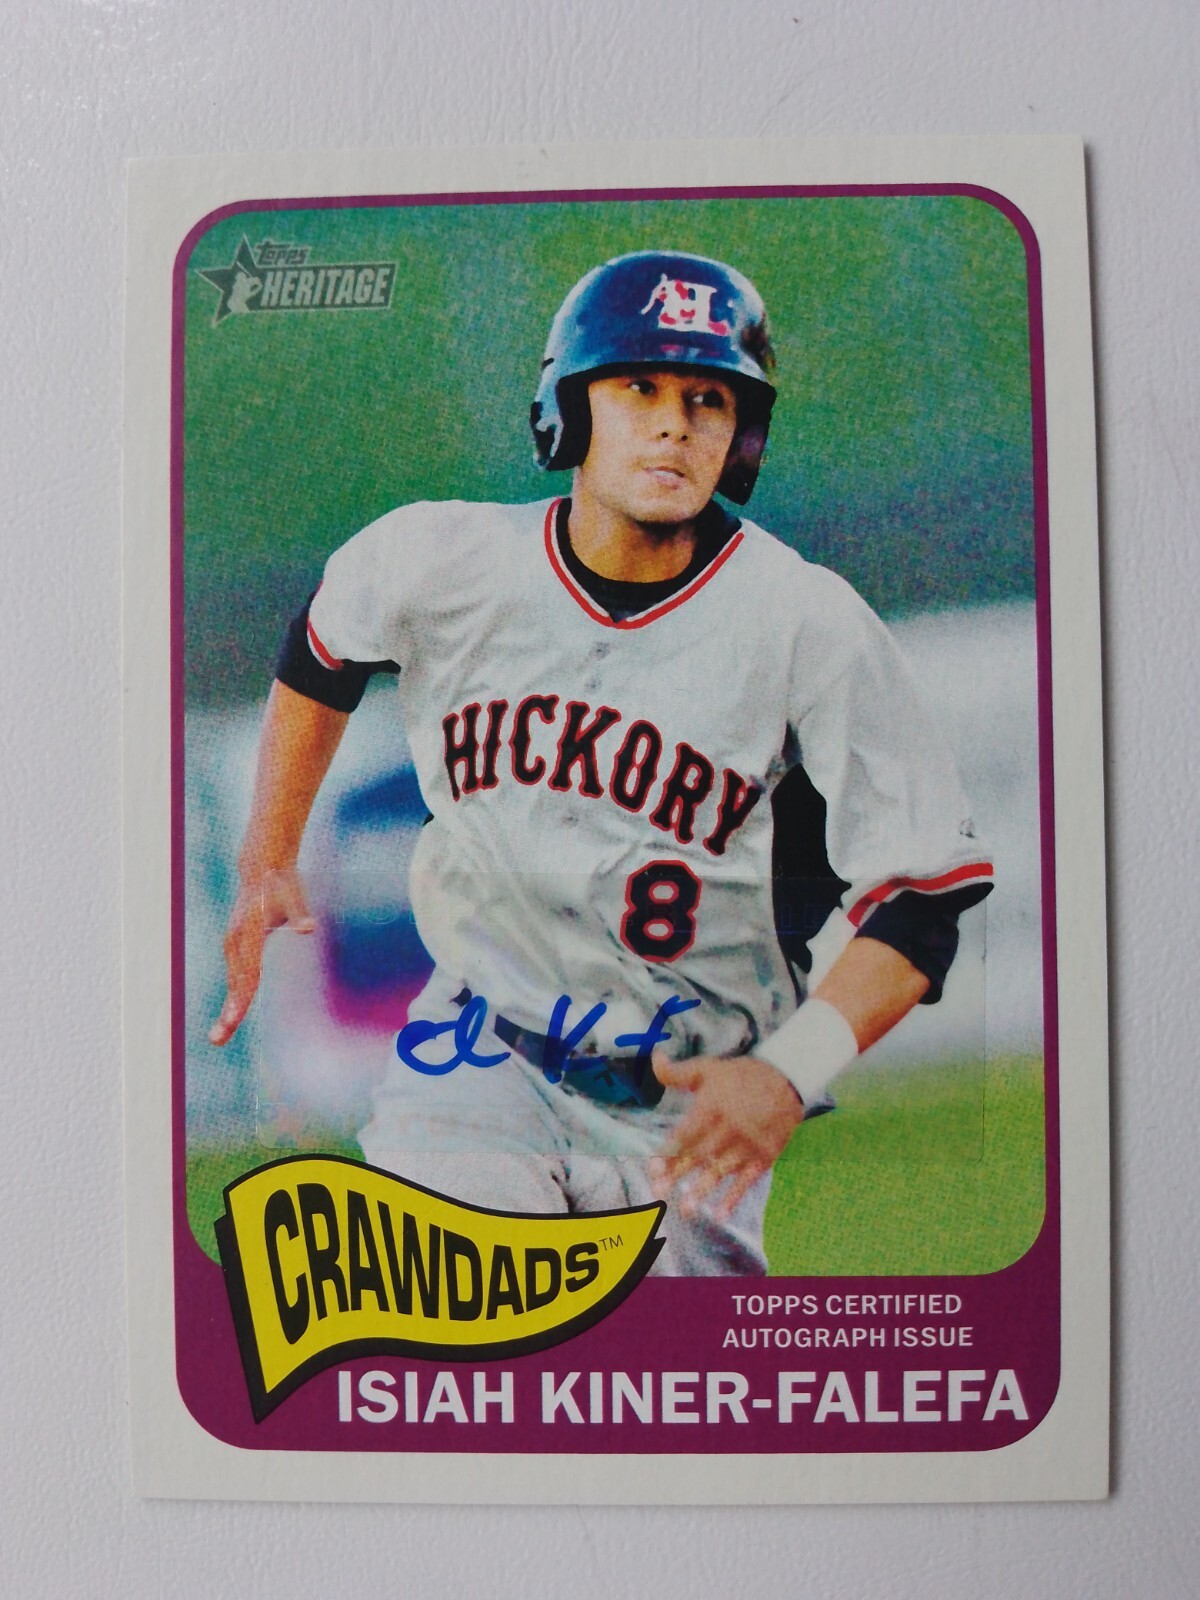 topps
HERITAGE
H
HICKORY
8
CRAWDADS™
TOPPS CERTIFIED
AUTOGRAPH ISSUE
ISIAH KINER-FALEFA